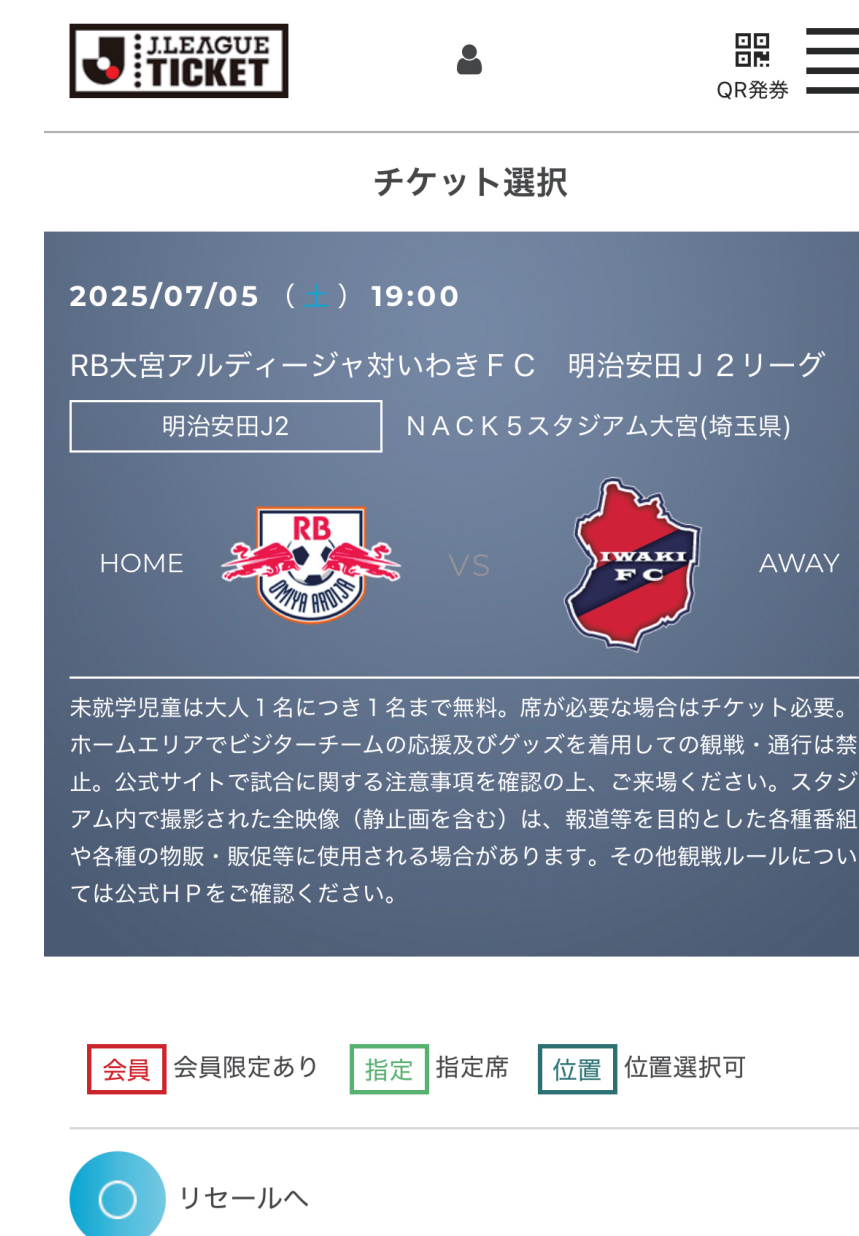 J.LEAGUE
TICKET
QR発券
チケット選択
2025/07/05 （土）19:00
RB大宮アルディージャ対いわきＦＣ　明治安田Ｊ２リーグ
明治安田J2
ＮＡＣＫ５スタジアム大宮(埼玉県)
HOME
RB
OMIYA ARDIJA
VS
IWAKI
FC
AWAY
未就学児童は大人１名につき１名まで無料。席が必要な場合はチケット必要。
ホームエリアでビジターチームの応援及びグッズを着用しての観戦・通行は禁
止。公式サイトで試合に関する注意事項を確認の上、ご来場ください。スタジ
アム内で撮影された全映像（静止画を含む）は、報道等を目的とした各種番組
や各種の物販・販促等に使用される場合があります。その他観戦ルールについ
ては公式ＨＰをご確認ください。
会員 会員限定あり 指定 指定席 位置 位置選択可
リセールへ